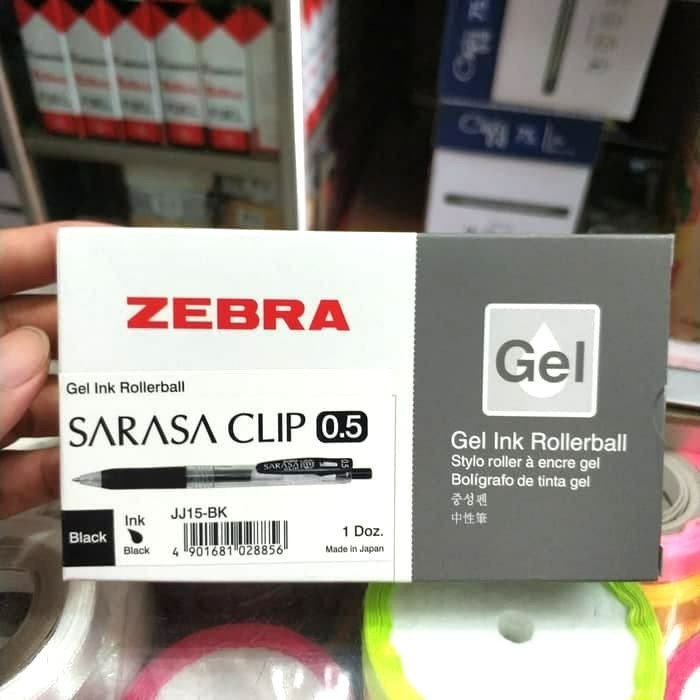 ZEBRA
Gel Ink Rollerball
SARASA CLIP 0.5
SARASA
0.5
Black
Ink
Black
JJ15-BK
4 901681 028856
1 Doz.
Made in Japan
Gel
Gel Ink Rollerball
Stylo roller à encre gel
Bolígrafo de tinta gel
중성펜
中性筆